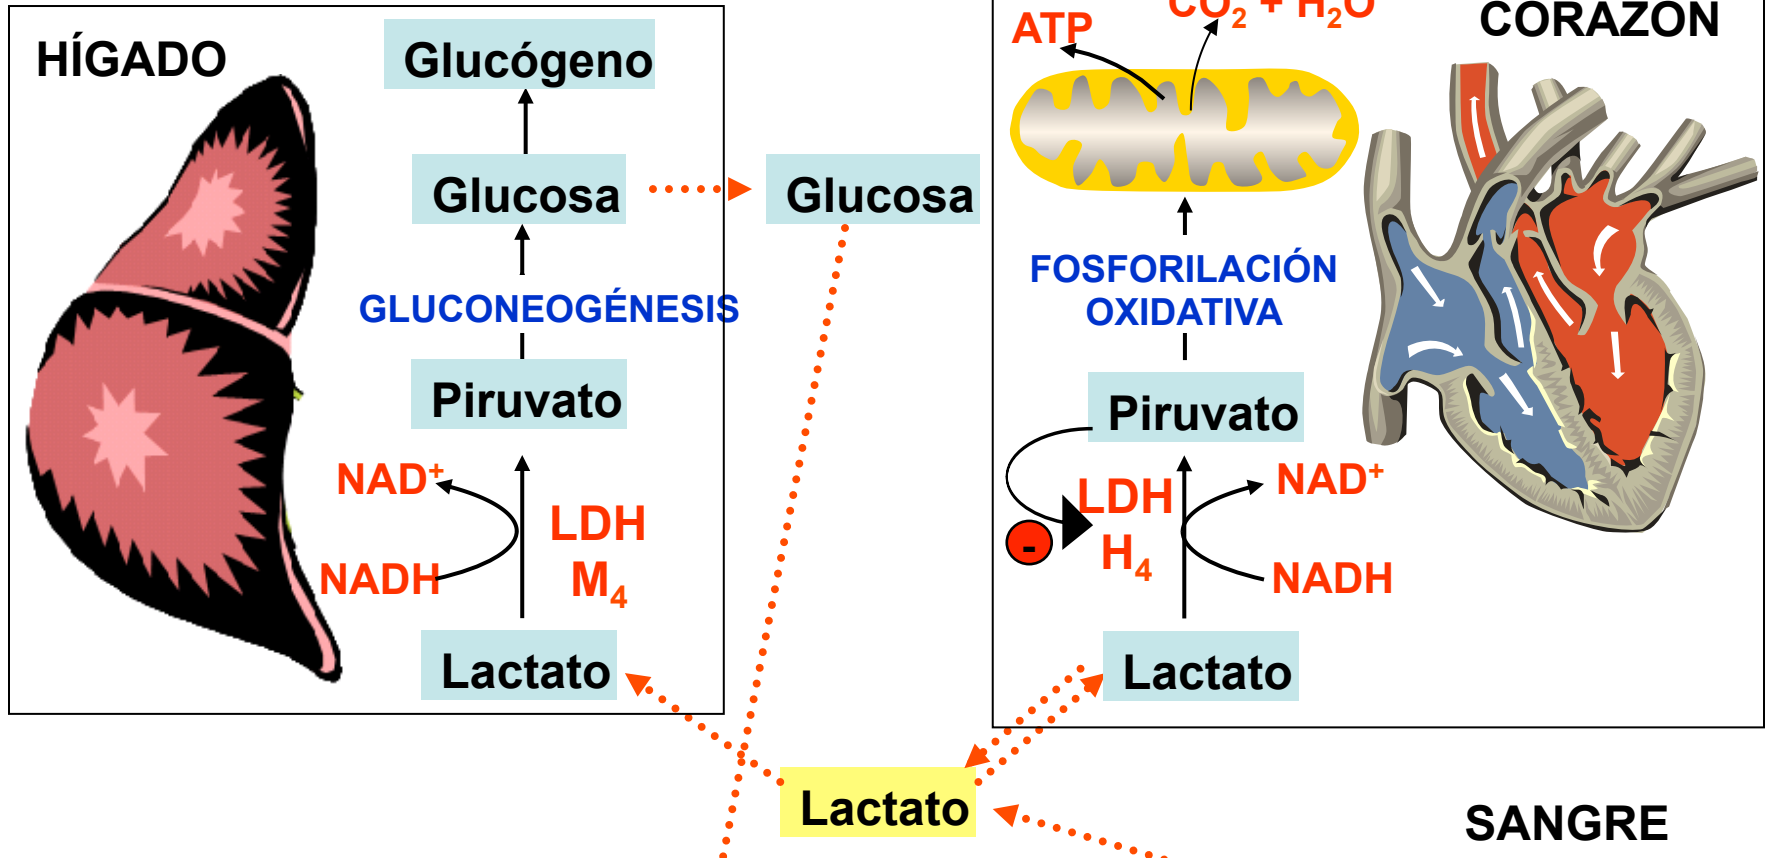 HÍGADO
Glucógeno
Glucosa
GLUCONEOGÉNESIS
Piruvato
NAD⁺
LDH
M₄
NADH
Lactato
Glucosa
ATP
CO₂ + H₂O
CORAZON
FOSFORILACIÓN
OXIDATIVA
Piruvato
LDH
H₄
-
NAD⁺
NADH
Lactato
Lactato
SANGRE